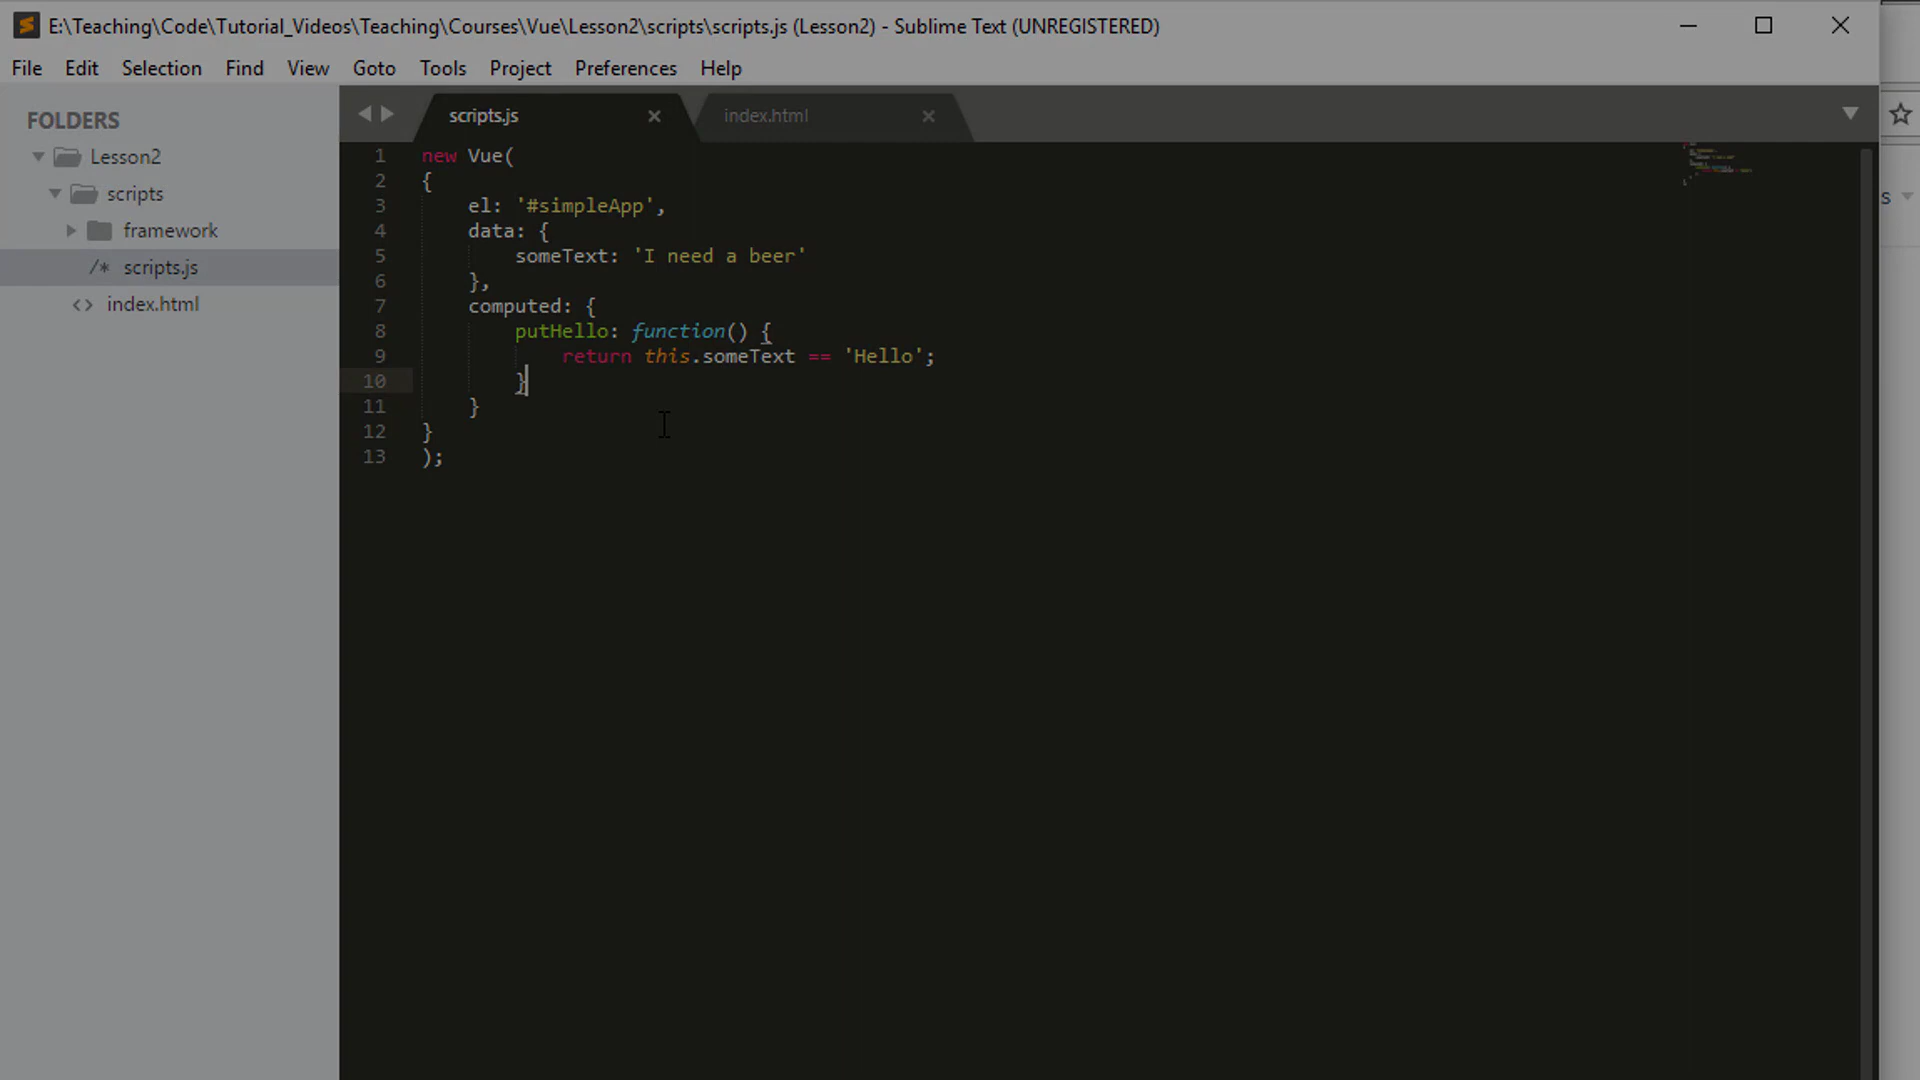 E:\Teaching\Code\Tutorial_Videos\Teaching\Courses\Vue\Lesson2\scripts\scripts.js (Lesson2) - Sublime Text (UNREGISTERED)
File Edit Selection Find View Goto Tools Project Preferences Help
FOLDERS
Lesson2
scripts
framework
/* scripts.js
<> index.html
scripts.js × index.html ×
1 new Vue(
2 {
3 el: '#simpleApp',
4 data: {
5 someText: 'I need a beer'
6 },
7 computed: {
8 putHello: function() {
9 return this.someText == 'Hello';
10 }
11 }
12 }
13 );
s